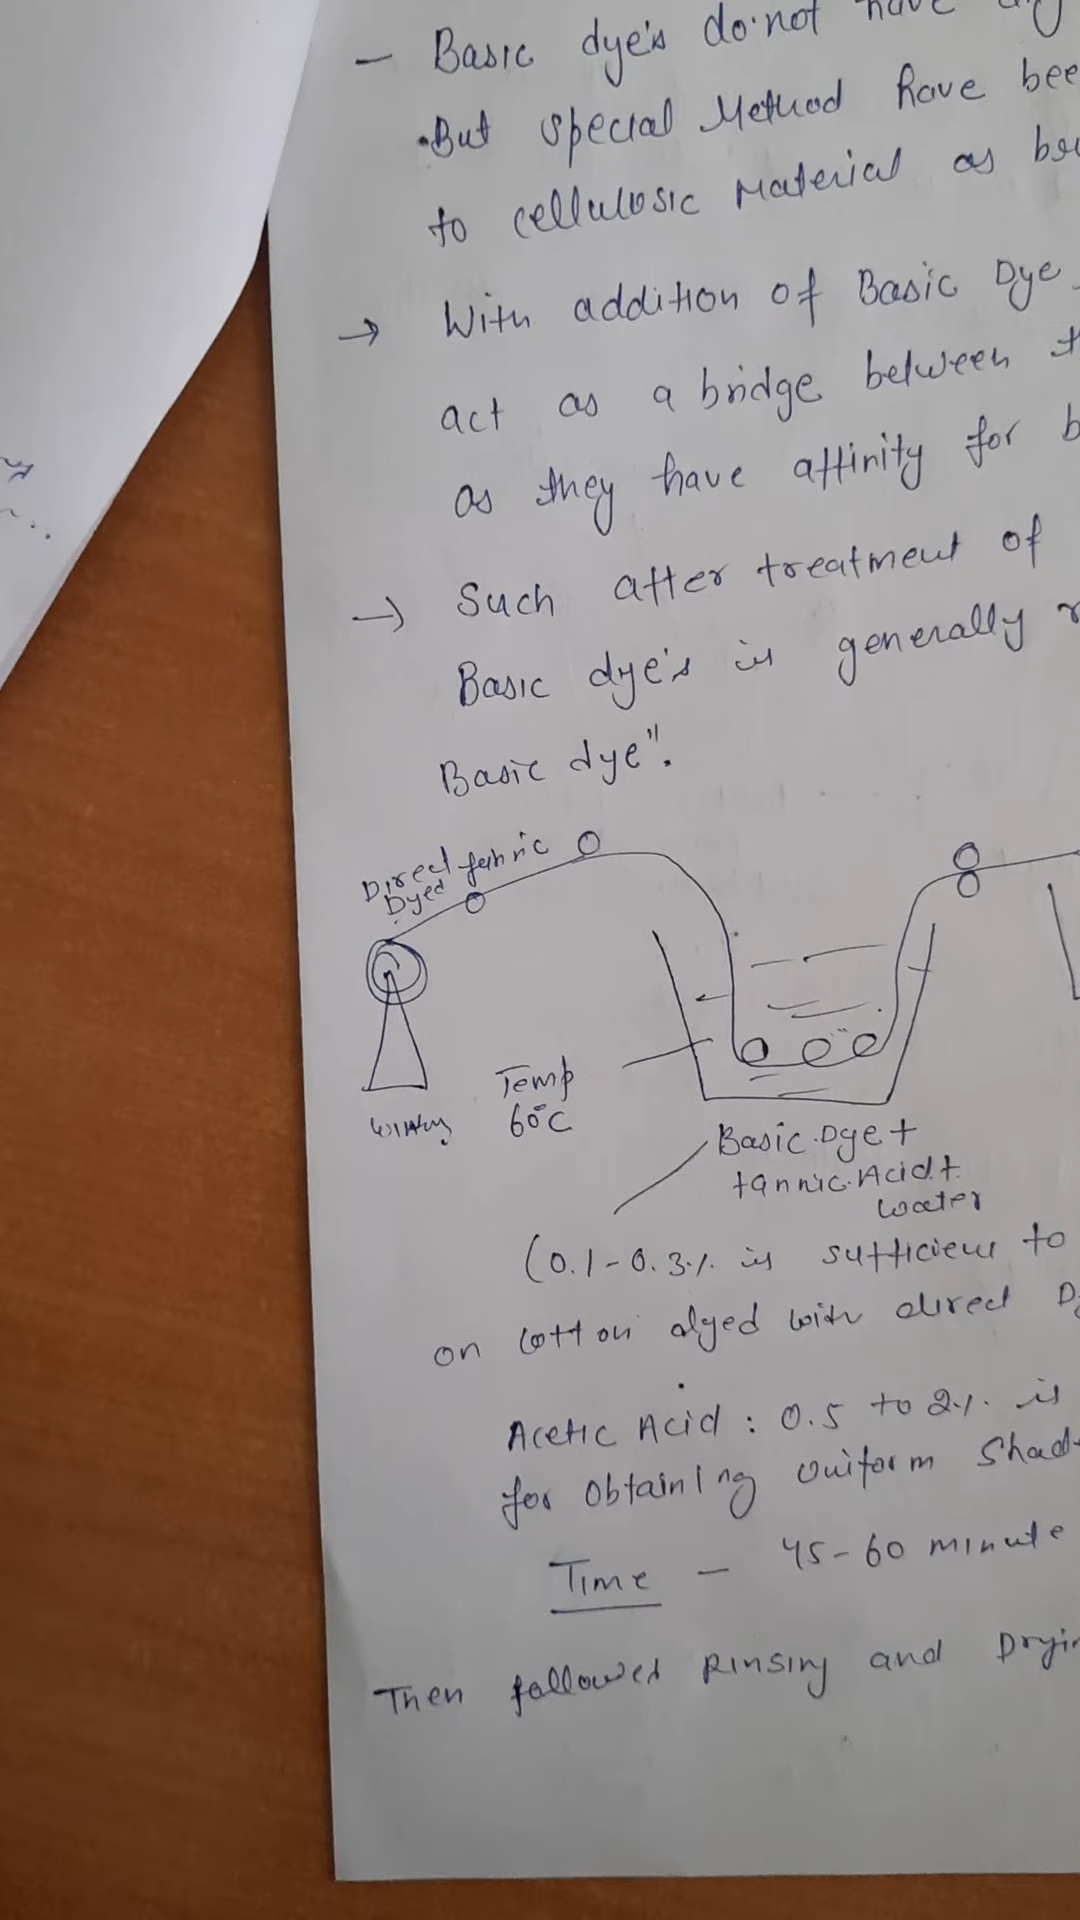 - Basic dye's do not have
.But special Method have bee
to cellulosic Material as
→ With addition of Basic Dye
act as a bridge between
as they have affinity for b
→ Such after treatment of
Basic dye's is generally
Basic dye".
Direct fabric
Dyed
Temp
60°C
Basic Dye +
tannic Acid +
water
(0.1-0.3% is sufficient to
on cotton dyed with direct D
Acetic Acid : 0.5 to 2% is
for obtaining uniform Shad
Time - 45-60 minute
Then followed Rinsing and Dryin